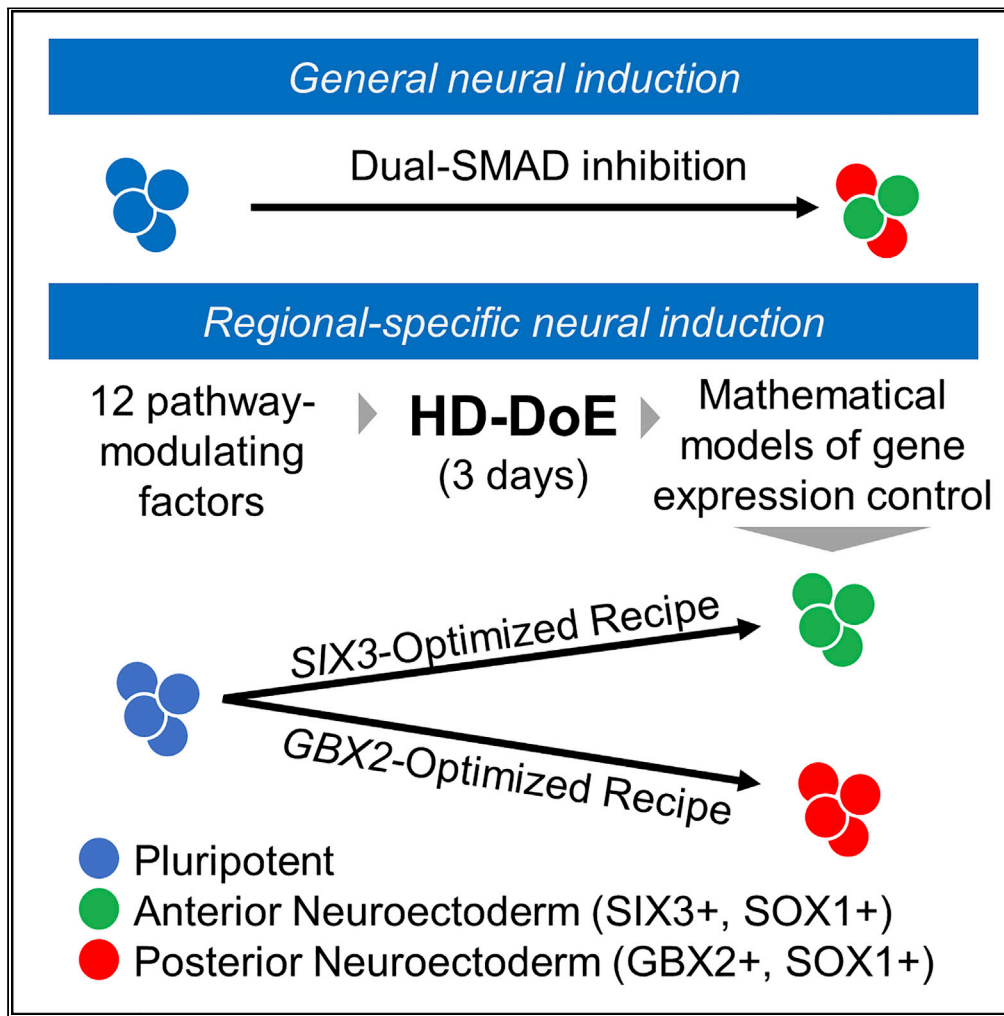 General neural induction
Dual-SMAD inhibition
Regional-specific neural induction
12 pathway-
modulating
factors
HD-DoE
(3 days)
Mathematical
models of gene
expression control
SIX3-Optimized Recipe
GBX2-Optimized Recipe
Pluripotent
Anterior Neuroectoderm (SIX3+, SOX1+)
Posterior Neuroectoderm (GBX2+, SOX1+)